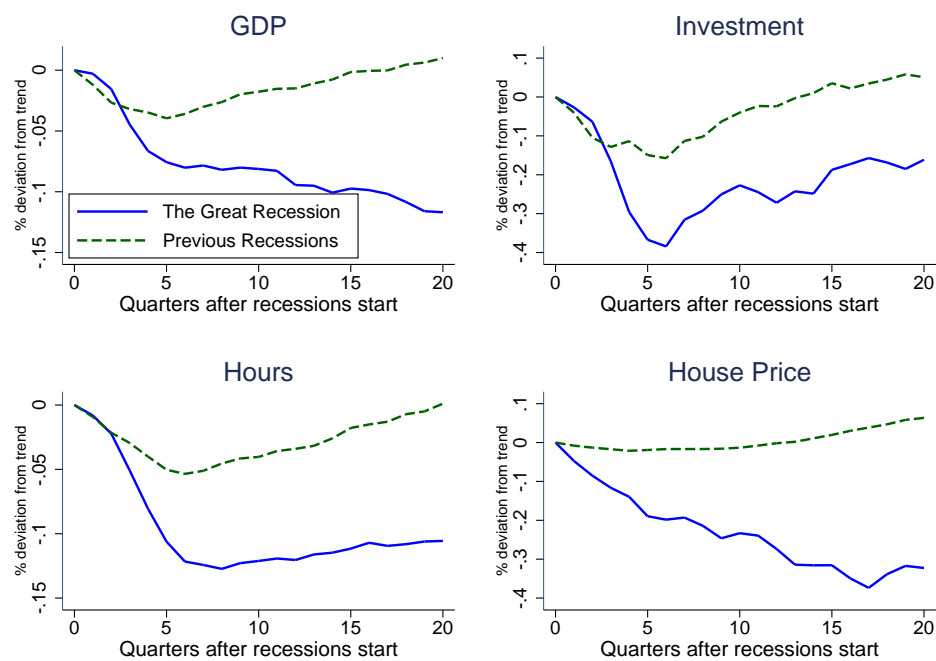 GDP
% deviation from trend
0
-.05
-.1
-.15
The Great Recession
Previous Recessions
0 5 10 15 20
Quarters after recessions start
Investment
% deviation from trend
.1
0
-.1
-.2
-.3
-.4
0 5 10 15 20
Quarters after recessions start
Hours
% deviation from trend
0
-.05
-.1
-.15
0 5 10 15 20
Quarters after recessions start
House Price
% deviation from trend
.1
0
-.1
-.2
-.3
-.4
0 5 10 15 20
Quarters after recessions start